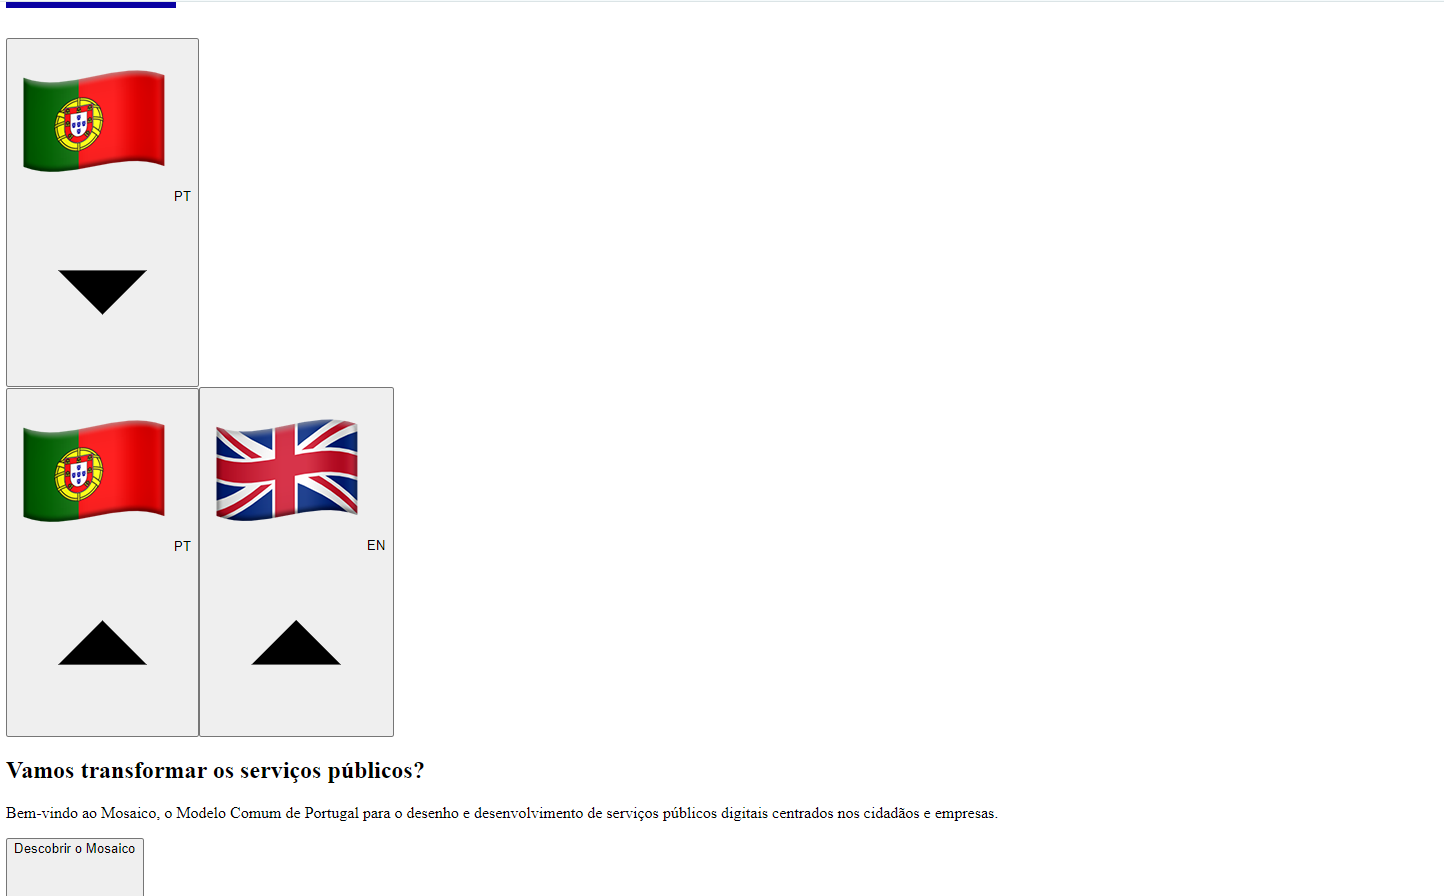 PT
PT
EN
Vamos transformar os serviços públicos?
Bem-vindo ao Mosaico, o Modelo Comum de Portugal para o desenho e desenvolvimento de serviços públicos digitais centrados nos cidadãos e empresas.
Descobrir o Mosaico